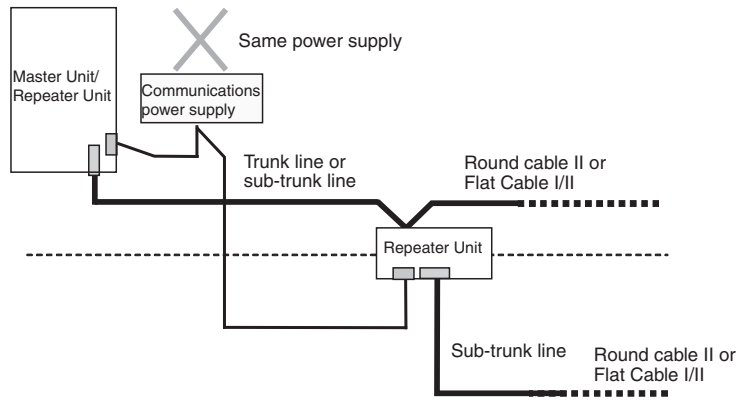 Same power supply
Master Unit/
Repeater Unit
Communications
power supply
Trunk line or
sub-trunk line
Round cable II or
Flat Cable I/II
Repeater Unit
Sub-trunk line
Round cable II or
Flat Cable I/II